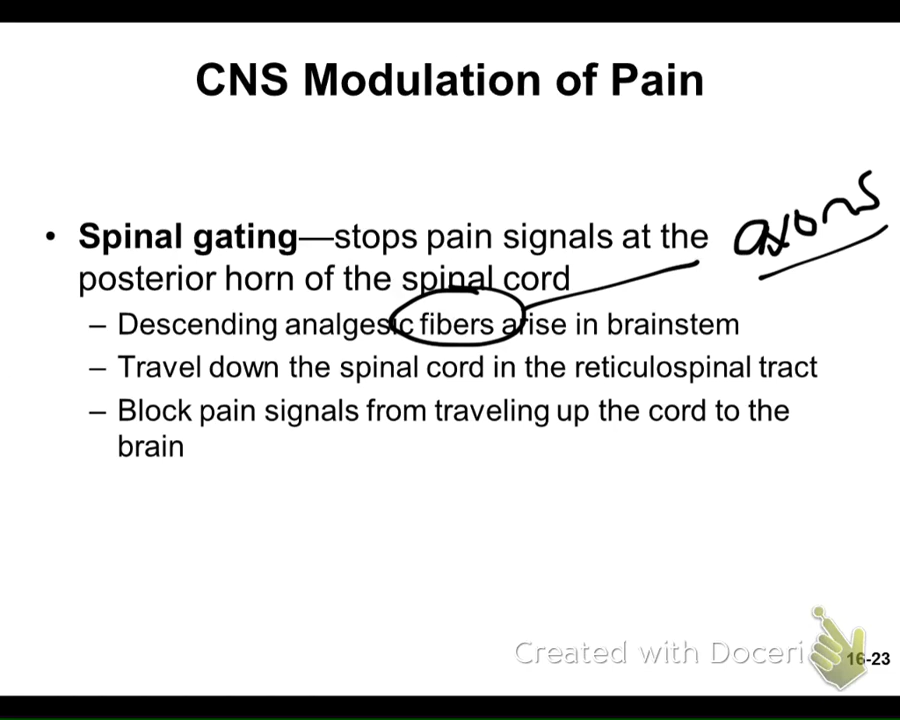 CNS Modulation of Pain
• Spinal gating—stops pain signals at the
axons
posterior horn of the spinal cord
– Descending analgesic fibers arise in brainstem
– Travel down the spinal cord in the reticulospinal tract
– Block pain signals from traveling up the cord to the
brain
Created with Doceri
16-23